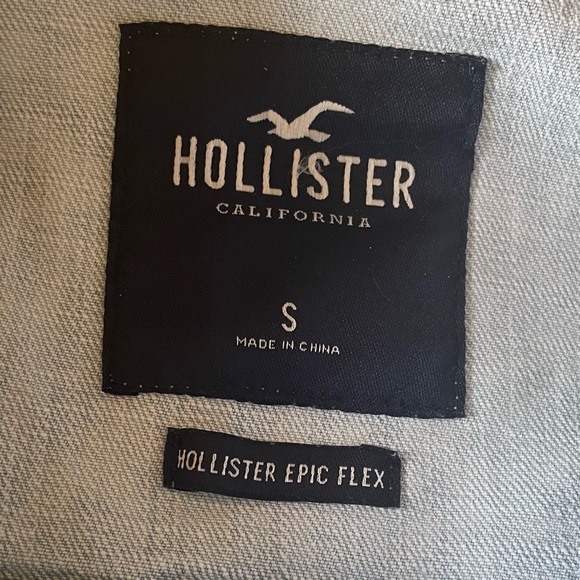 HOLLISTER
CALIFORNIA
S
MADE IN CHINA
HOLLISTER EPIC FLEX